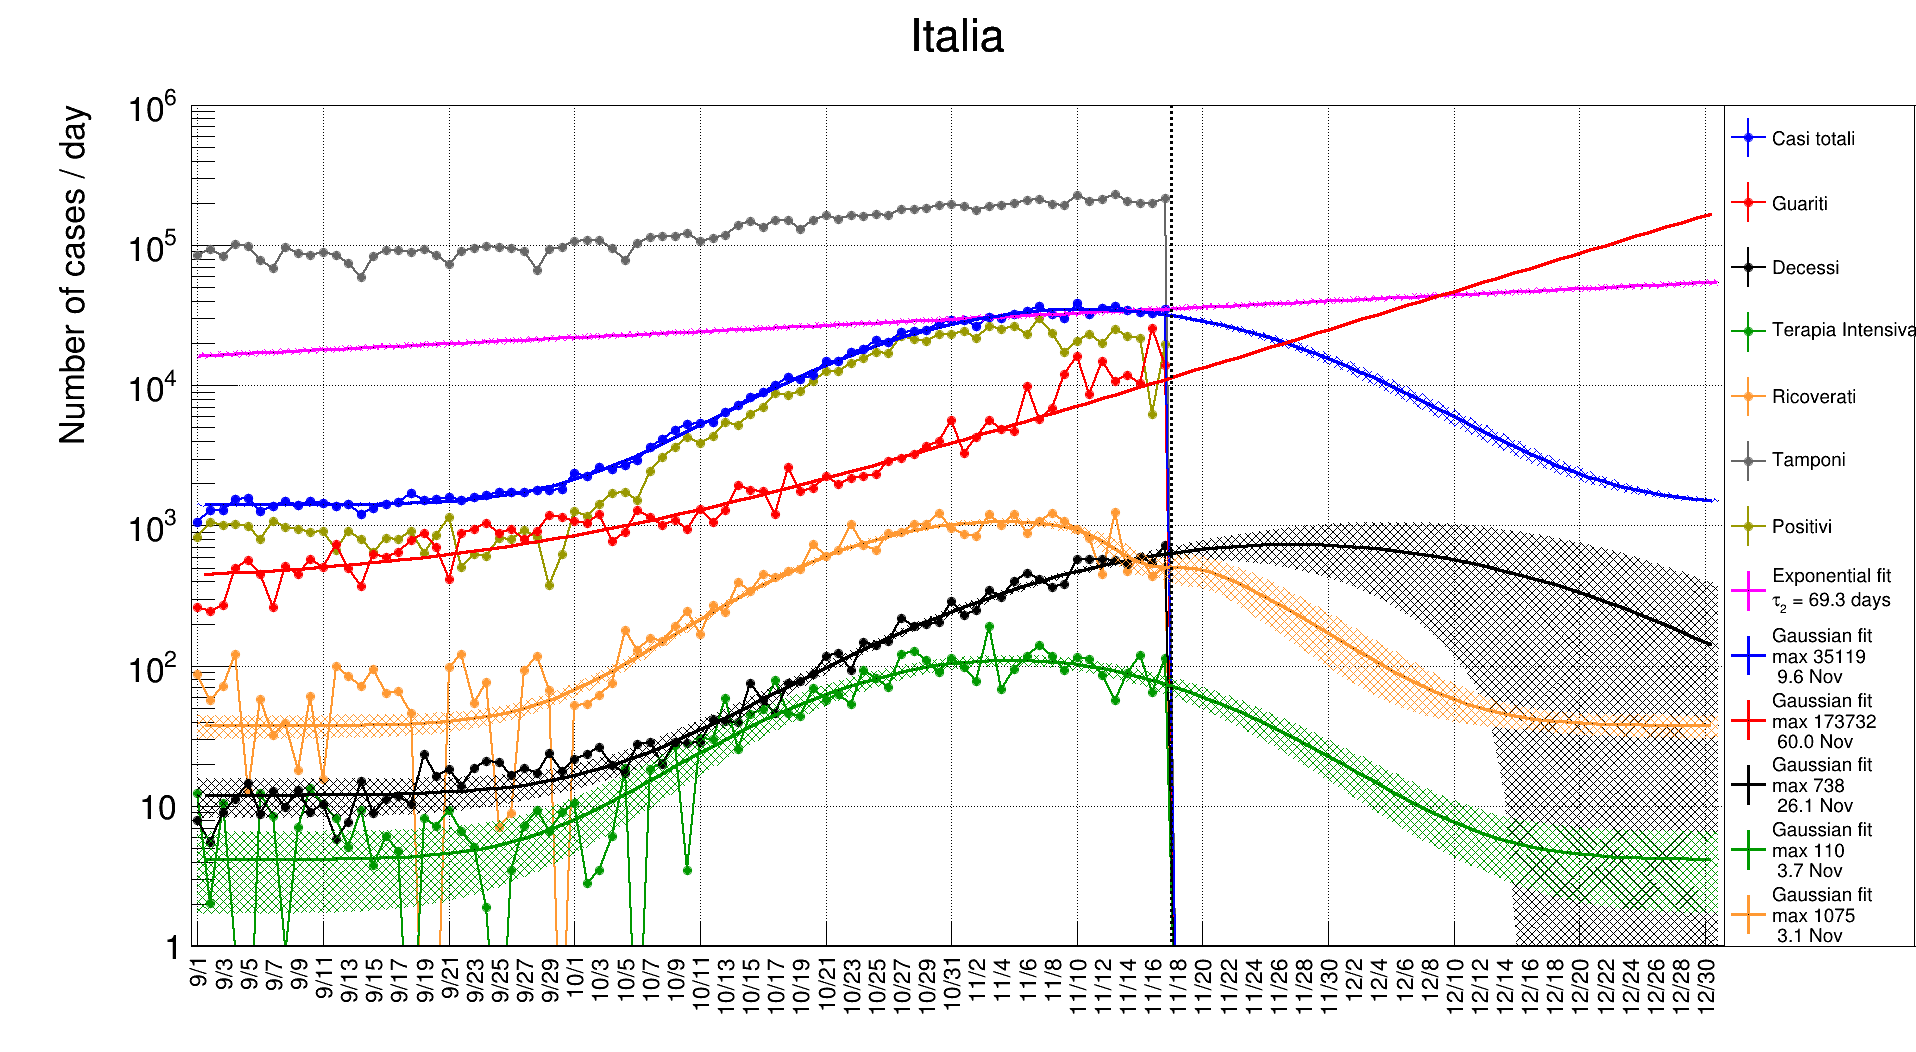 Italia
Number of cases / day
10^6
10^5
10^4
10^3
10^2
10
1
9/1 9/3 9/5 9/7 9/9 9/11 9/13 9/15 9/17 9/19 9/21 9/23 9/25 9/27 9/29 10/1 10/3 10/5 10/7 10/9 10/11 10/13 10/15 10/17 10/19 10/21 10/23 10/25 10/27 10/29 10/31 11/2 11/4 11/6 11/8 11/10 11/12 11/14 11/16 11/18 11/20 11/22 11/24 11/26 11/28 11/30 12/2 12/4 12/6 12/8 12/10 12/12 12/14 12/16 12/18 12/20 12/22 12/24 12/26 12/28 12/30
Casi totali
Guariti
Decessi
Terapia Intensiva
Ricoverati
Tamponi
Positivi
Exponential fit
τ₂ = 69.3 days
Gaussian fit
max 35119
9.6 Nov
Gaussian fit
max 173732
60.0 Nov
Gaussian fit
max 738
26.1 Nov
Gaussian fit
max 110
3.7 Nov
Gaussian fit
max 1075
3.1 Nov